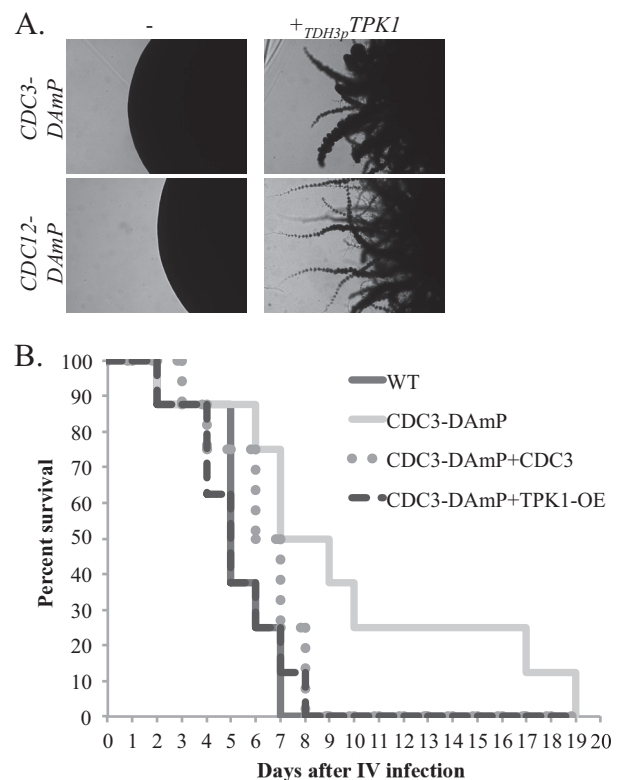 A.
-
+TDH3pTPK1
CDC3-
DAmP
CDC12-
DAmP
B.
100
90
80
70
60
50
40
30
20
10
0
Percent survival
WT
CDC3-DAmP
CDC3-DAmP+CDC3
CDC3-DAmP+TPK1-OE
0 1 2 3 4 5 6 7 8 9 10 11 12 13 14 15 16 17 18 19 20
Days after IV infection